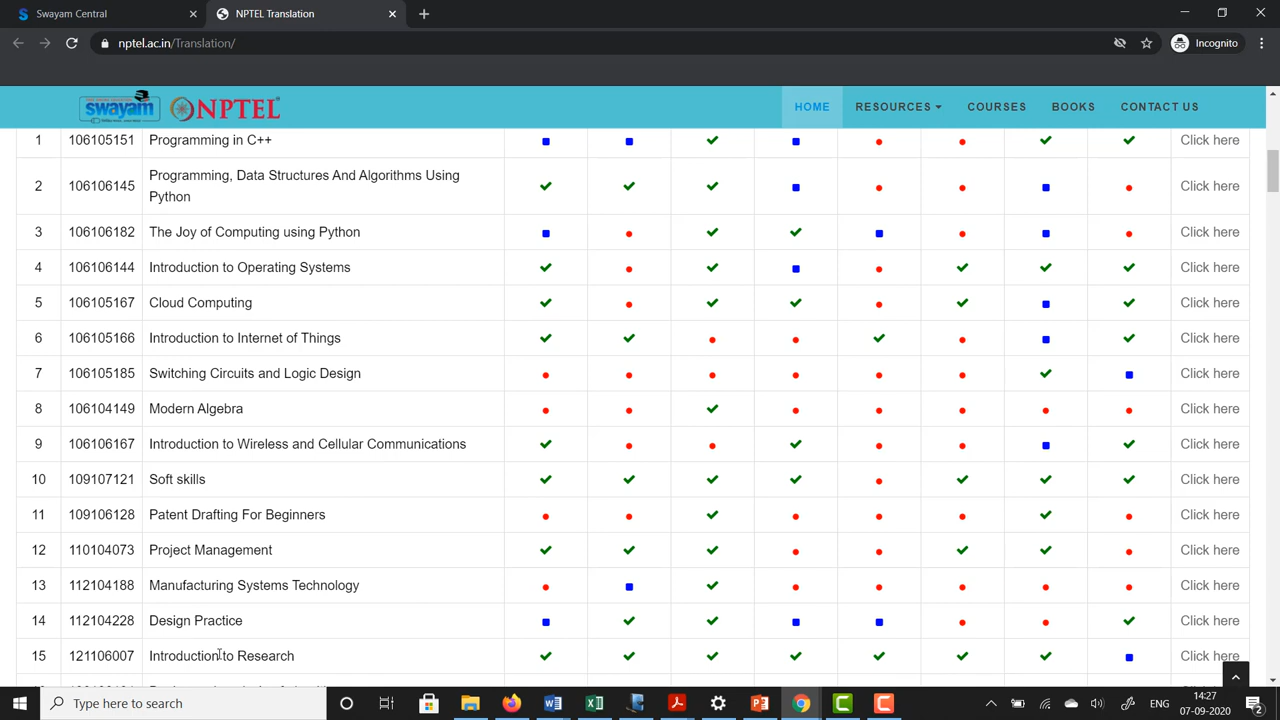 Swayam Central
NPTEL Translation
nptel.ac.in/Translation/
Incognito
swayam NPTEL
HOME RESOURCES COURSES BOOKS CONTACT US
1 106105151 Programming in C++ Click here
2 106106145 Programming, Data Structures And Algorithms Using Python Click here
3 106106182 The Joy of Computing using Python Click here
4 106106144 Introduction to Operating Systems Click here
5 106105167 Cloud Computing Click here
6 106105166 Introduction to Internet of Things Click here
7 106105185 Switching Circuits and Logic Design Click here
8 106104149 Modern Algebra Click here
9 106106167 Introduction to Wireless and Cellular Communications Click here
10 109107121 Soft skills Click here
11 109106128 Patent Drafting For Beginners Click here
12 110104073 Project Management Click here
13 112104188 Manufacturing Systems Technology Click here
14 112104228 Design Practice Click here
15 121106007 Introduction to Research Click here
Type here to search
ENG
14:27
07-09-2020
2